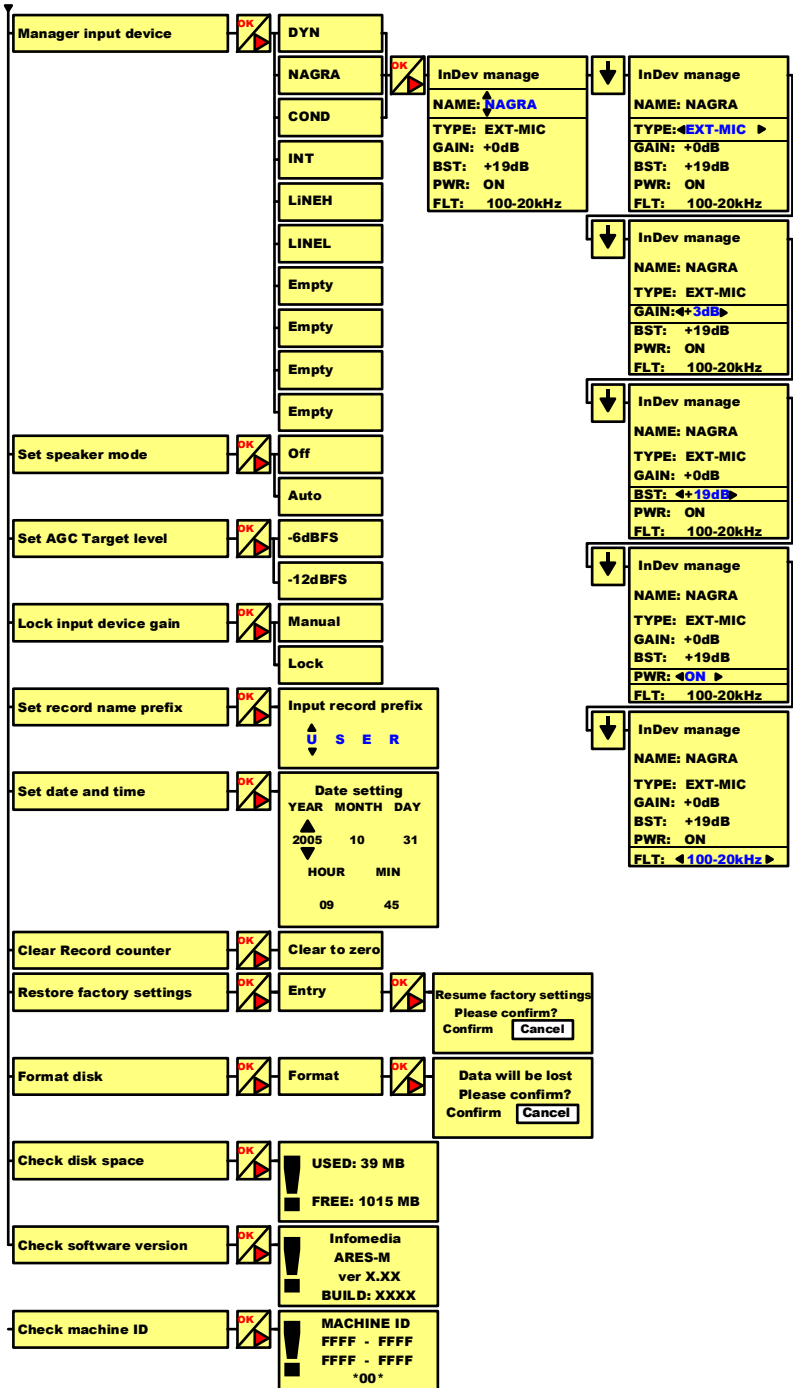 Manager input device
OK
DYN
NAGRA
COND
INT
LiNEH
LINEL
Empty
Empty
Empty
Empty
OK
InDev manage
NAME: NAGRA
TYPE: EXT-MIC
GAIN: +0dB
BST: +19dB
PWR: ON
FLT: 100-20kHz
InDev manage
NAME: NAGRA
TYPE: EXT-MIC
GAIN: +0dB
BST: +19dB
PWR: ON
FLT: 100-20kHz
InDev manage
NAME: NAGRA
TYPE: EXT-MIC
GAIN: +3dB
BST: +19dB
PWR: ON
FLT: 100-20kHz
InDev manage
NAME: NAGRA
TYPE: EXT-MIC
GAIN: +0dB
BST: +19dB
PWR: ON
FLT: 100-20kHz
InDev manage
NAME: NAGRA
TYPE: EXT-MIC
GAIN: +0dB
BST: +19dB
PWR: ON
FLT: 100-20kHz
InDev manage
NAME: NAGRA
TYPE: EXT-MIC
GAIN: +0dB
BST: +19dB
PWR: ON
FLT: 100-20kHz
Set speaker mode
OK
Off
Auto
Set AGC Target level
OK
-6dBFS
-12dBFS
Lock input device gain
OK
Manual
Lock
Set record name prefix
OK
Input record prefix
U S E R
Set date and time
OK
Date setting
YEAR MONTH DAY
2005 10 31
HOUR MIN
09 45
Clear Record counter
OK
Clear to zero
Restore factory settings
OK
Entry
OK
Resume factory settings
Please confirm?
Confirm Cancel
Format disk
OK
Format
OK
Data will be lost
Please confirm?
Confirm Cancel
Check disk space
OK
!
USED: 39 MB
FREE: 1015 MB
Check software version
OK
!
Infomedia
ARES-M
ver X.XX
BUILD: XXXX
Check machine ID
OK
!
MACHINE ID
FFFF - FFFF
FFFF - FFFF
*00*